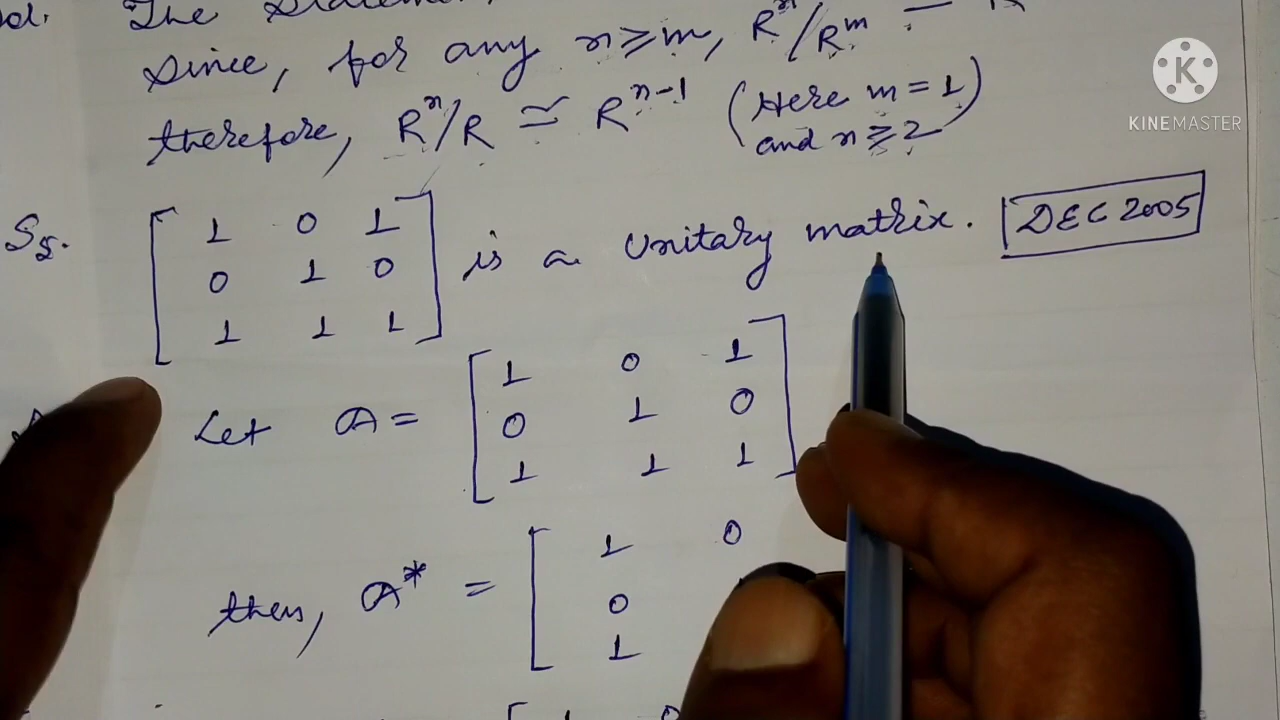 The
since, for any n ≥ m, Rⁿ/Rᵐ
therefore, Rⁿ/R ≅ Rⁿ⁻¹ (Here m = 1 and n ≥ 2)
KINEMASTER
S5. [ 1 0 1 is a unitary matrix. DEC 2005
0 1 0
1 1 1 ]
Let A = [ 1 0 1
0 1 0
1 1 1 ]
then, A* = [ 1 0
0
1